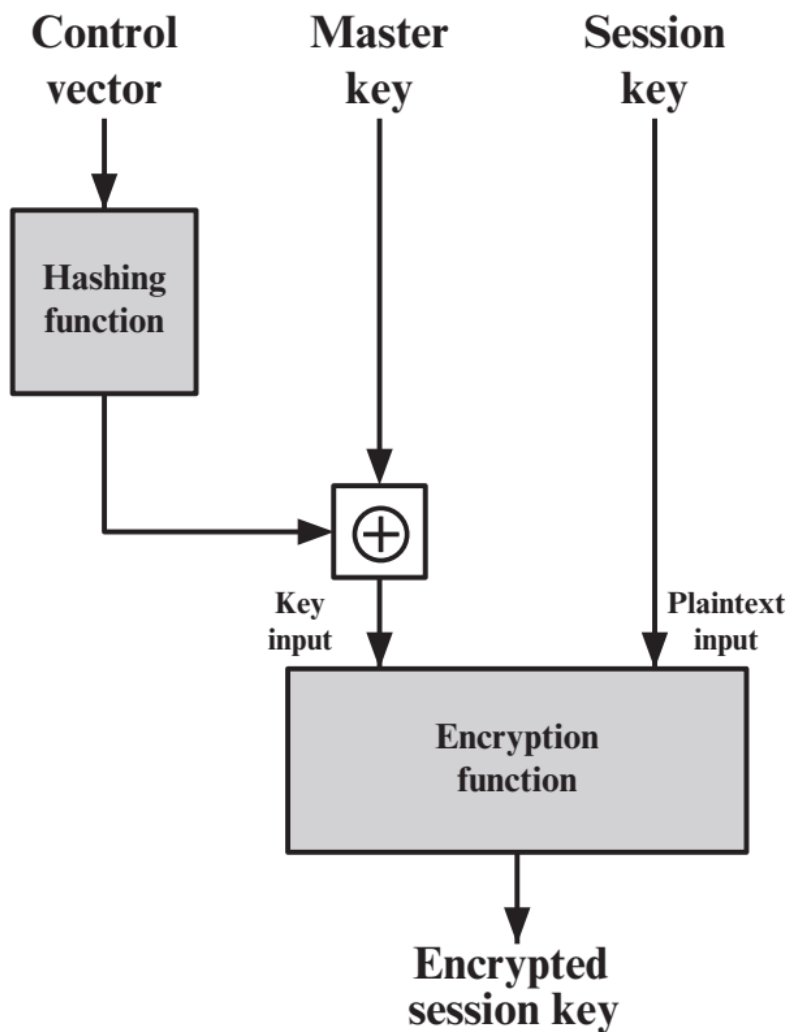 Control
vector
Master
key
Session
key
Hashing
function
Key
input
Plaintext
input
Encryption
function
Encrypted
session key